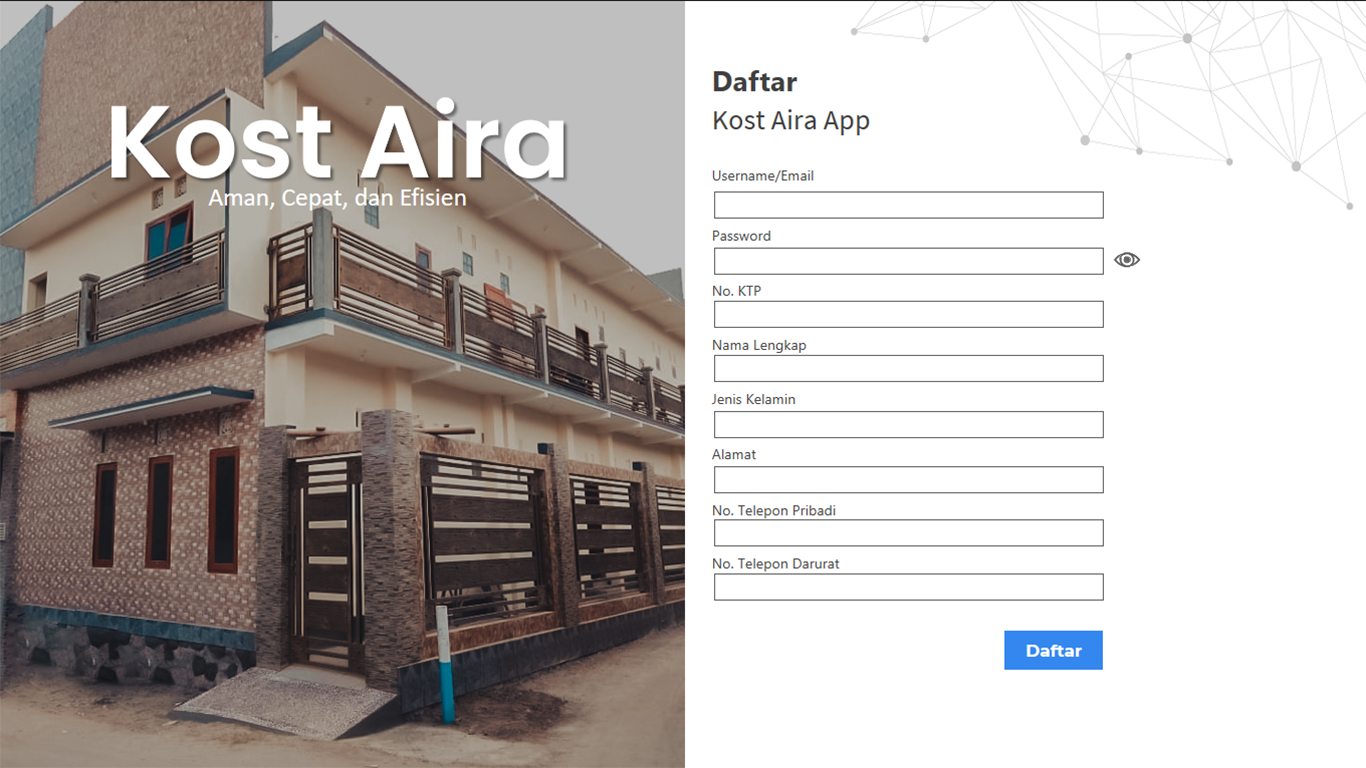 Kost Aira
Aman, Cepat, dan Efisien
Daftar
Kost Aira App
Username/Email
Password
No. KTP
Nama Lengkap
Jenis Kelamin
Alamat
No. Telepon Pribadi
No. Telepon Darurat
Daftar